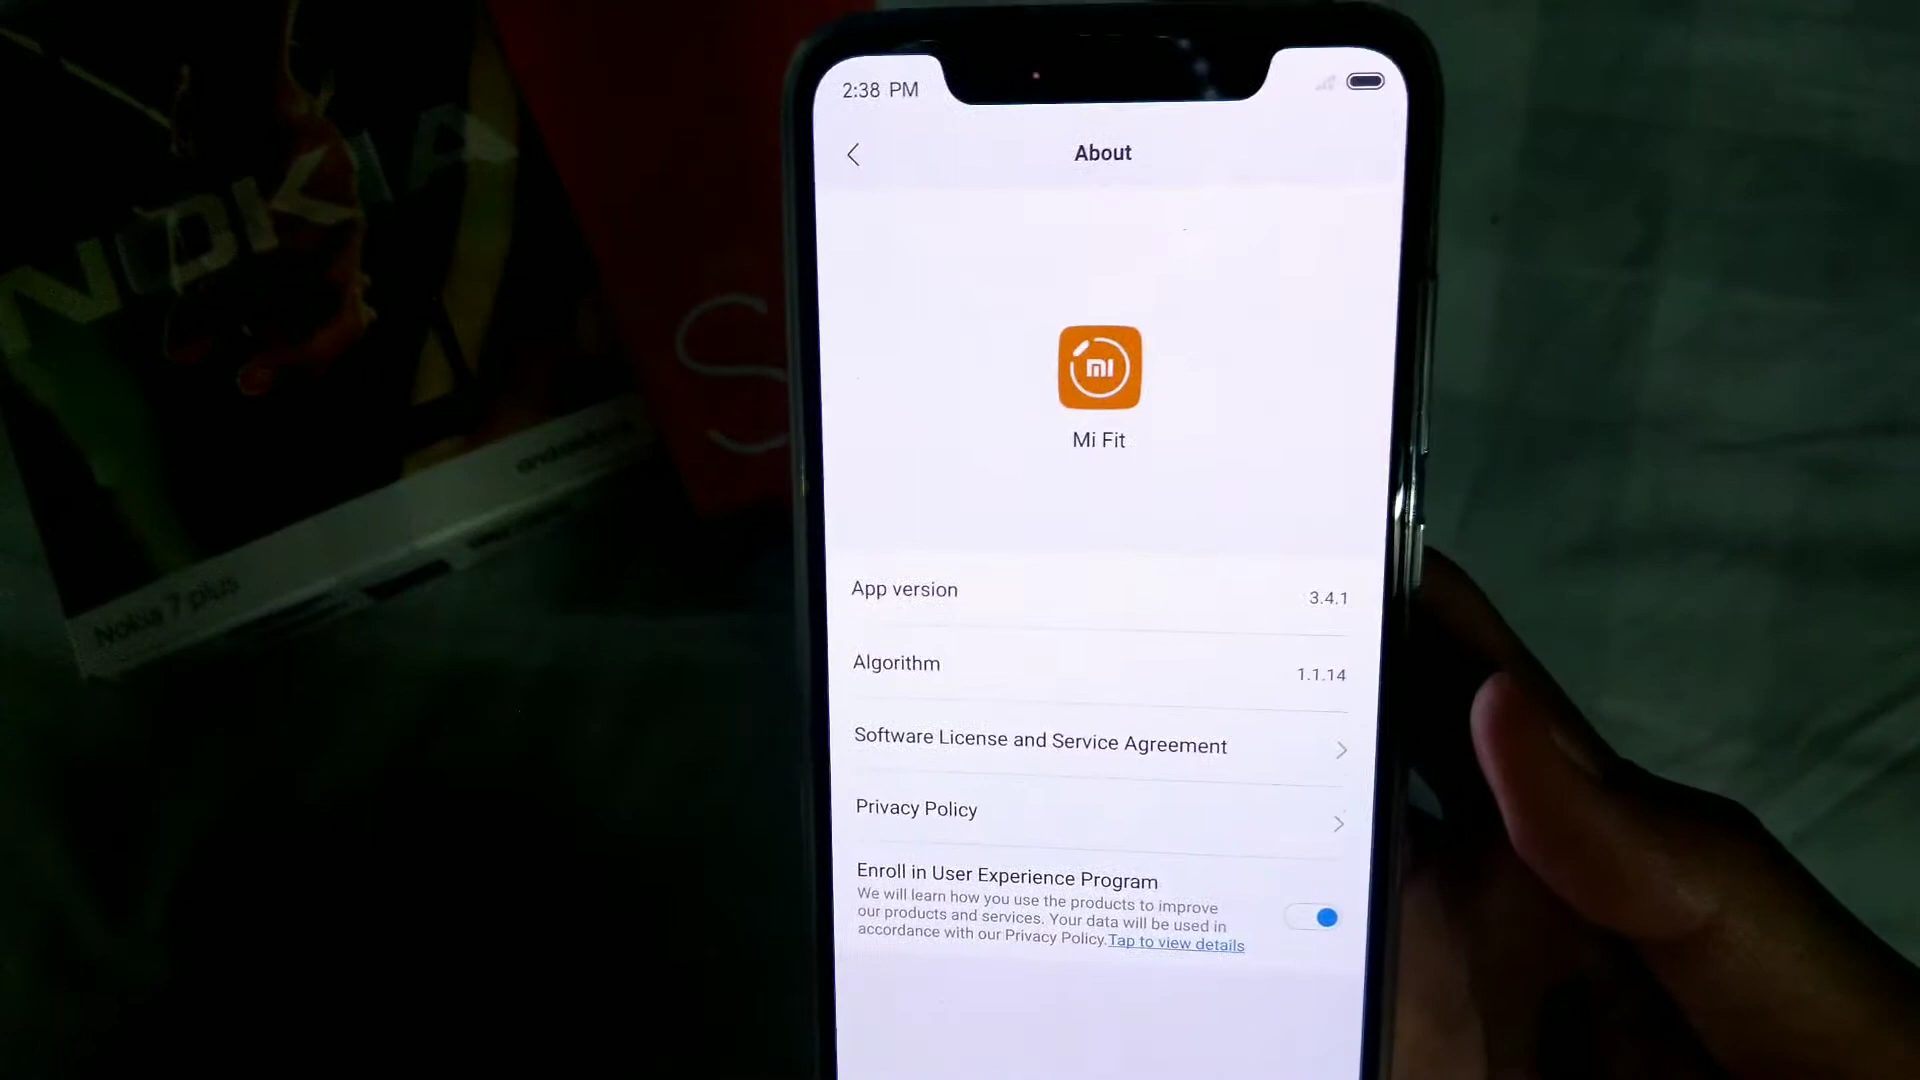 2:38 PM
About
mi
Mi Fit
App version
3.4.1
Algorithm
1.1.14
Software License and Service Agreement
Privacy Policy
Enroll in User Experience Program
We will learn how you use the products to improve
our products and services. Your data will be used in
accordance with our Privacy Policy.Tap to view details
NOKIA
androidone
Nokia 7 plus
S